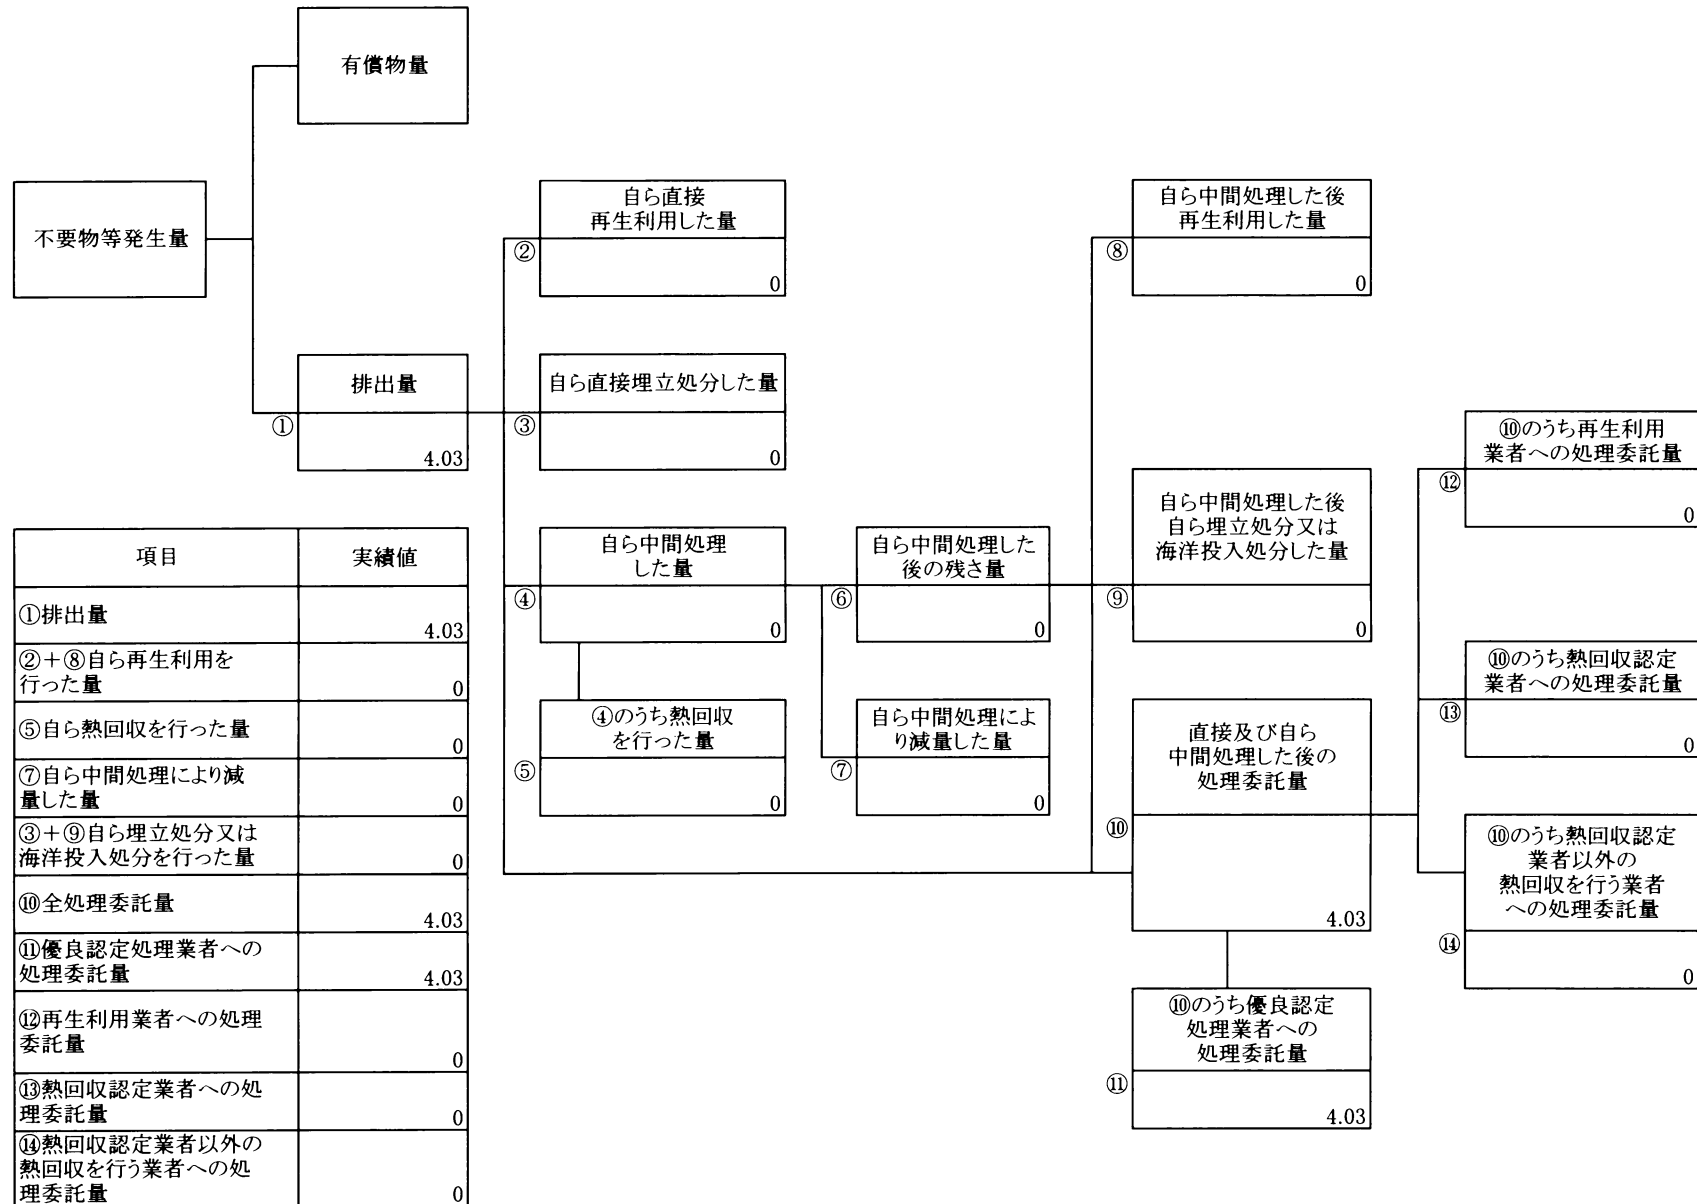 有償物量
不要物等発生量
自ら直接
再生利用した量
②
0
自ら中間処理した後
再生利用した量
⑧
0
排出量
①
4.03
自ら直接埋立処分した量
③
0
⑩のうち再生利用
業者への処理委託量
⑫
0
自ら中間処理した後
自ら埋立処分又は
海洋投入処分した量
⑨
0
自ら中間処理
した量
④
0
自ら中間処理した
後の残さ量
⑥
0
⑩のうち熱回収認定
業者への処理委託量
⑬
0
④のうち熱回収
を行った量
⑤
0
自ら中間処理によ
り減量した量
⑦
0
直接及び自ら
中間処理した後の
処理委託量
⑩
4.03
⑩のうち熱回収認定
業者以外の
熱回収を行う業者
への処理委託量
⑭
0
⑩のうち優良認定
処理業者への
処理委託量
⑪
4.03
項目 実績値
①排出量
4.03
②＋⑧自ら再生利用を
行った量
0
⑤自ら熱回収を行った量
0
⑦自ら中間処理により減
量した量
0
③＋⑨自ら埋立処分又は
海洋投入処分を行った量
0
⑩全処理委託量
4.03
⑪優良認定処理業者への
処理委託量
4.03
⑫再生利用業者への処理
委託量
0
⑬熱回収認定業者への処
理委託量
0
⑭熱回収認定業者以外の
熱回収を行う業者への処
理委託量
0